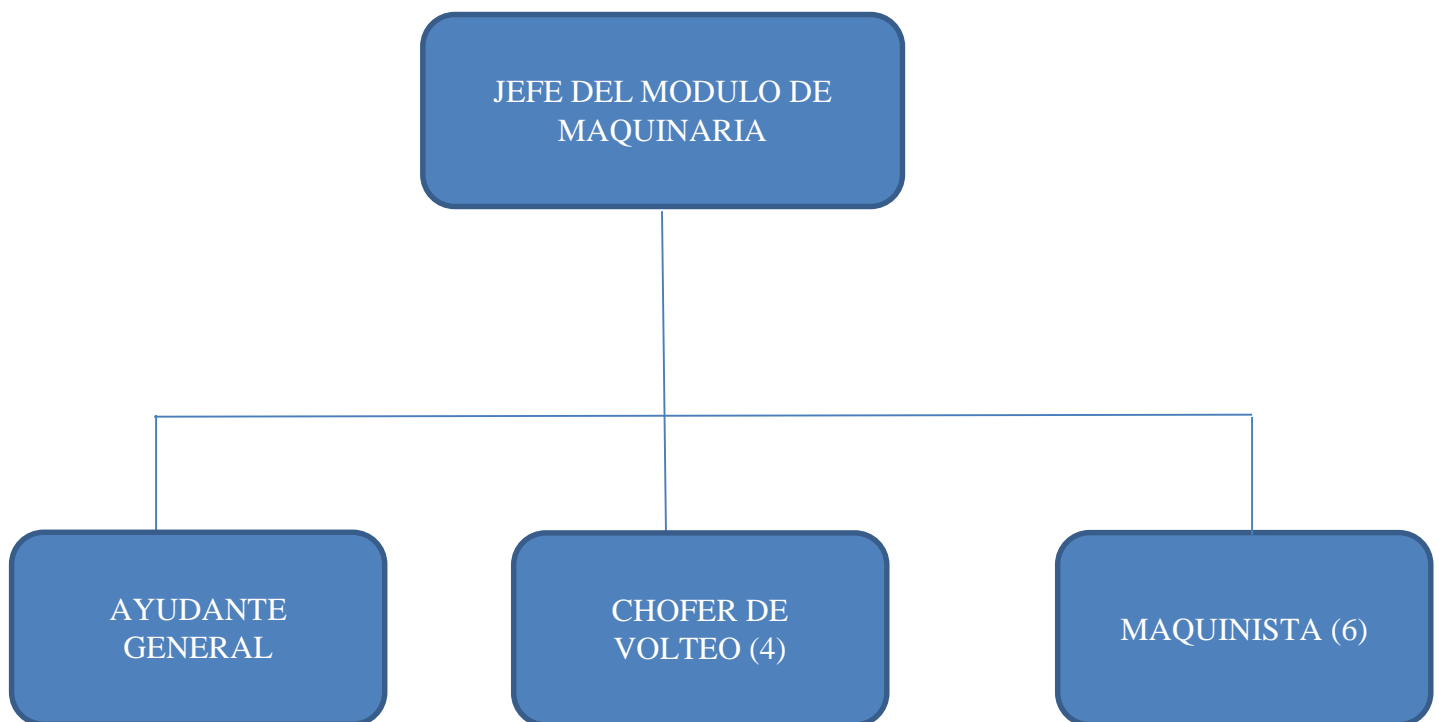 JEFE DEL MODULO DE
MAQUINARIA
AYUDANTE
GENERAL
CHOFER DE
VOLTEO (4)
MAQUINISTA (6)